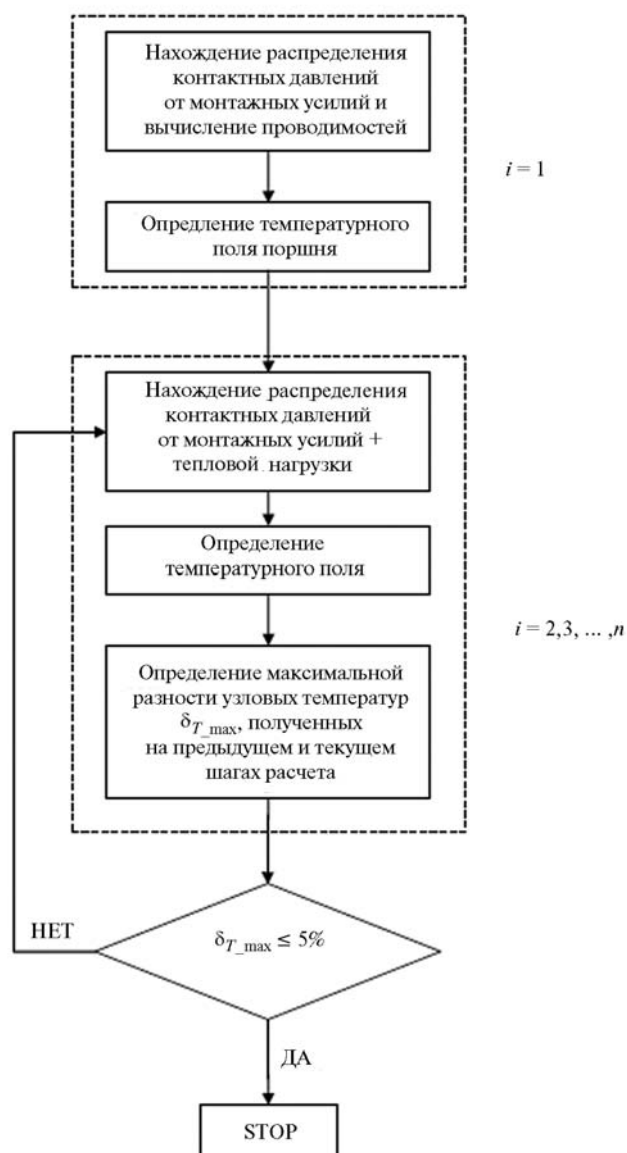 Нахождение распределения
контактных давлений
от монтажных усилий и
вычисление проводимостей
i = 1
Опредление температурного
поля поршня
Нахождение распределения
контактных давлений
от монтажных усилий +
тепловой нагрузки
Определение
температурного поля
i = 2,3, ... ,n
Определение максимальной
разности узловых температур
δT_max, полученных
на предыдущем и текущем
шагах расчета
НЕТ
δT_max ≤ 5%
ДА
STOP